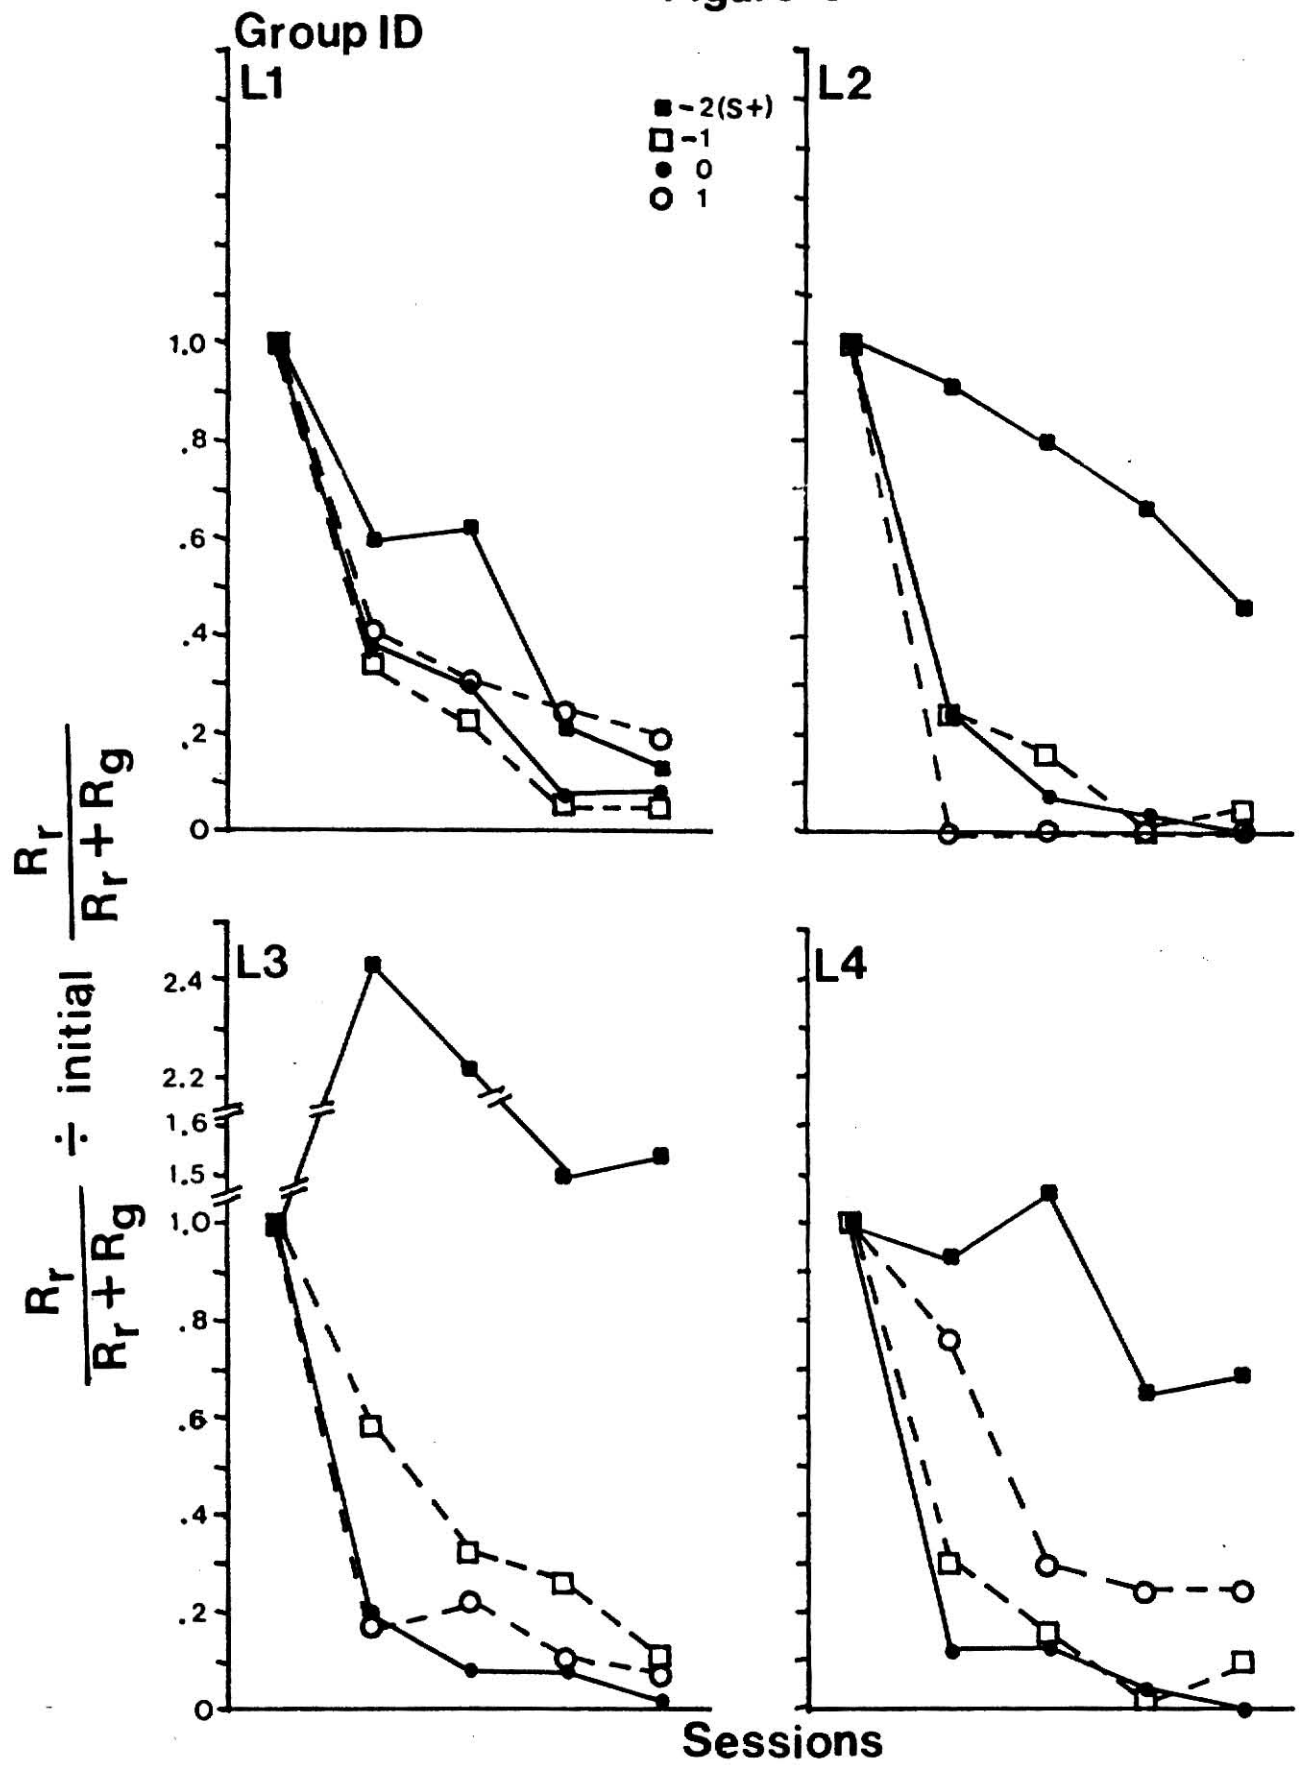 Group ID
L1
L2
-2(S+)
-1
0
1
1.0
.8
.6
.4
.2
0
L3
L4
2.4
2.2
1.6
1.5
1.0
.8
.6
.4
.2
0
Rr
Rr + Rg
÷ initial
Rr
Rr + Rg
Sessions